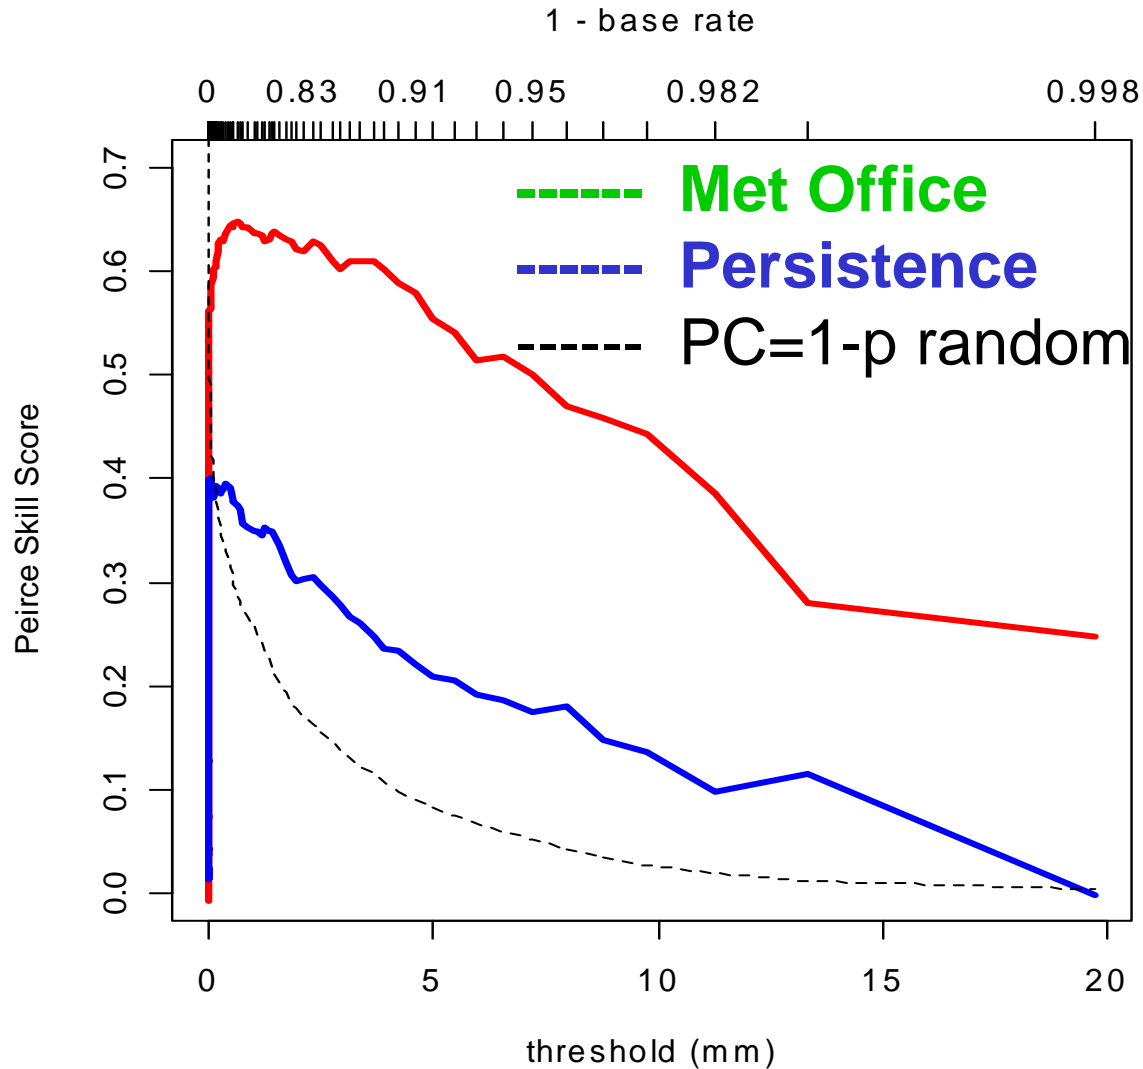 1 - base rate
0 0.83 0.91 0.95 0.982 0.998
Met Office
Persistence
PC=1-p random
Peirce Skill Score
0.7
0.6
0.5
0.4
0.3
0.2
0.1
0.0
0 5 10 15 20
threshold (mm)